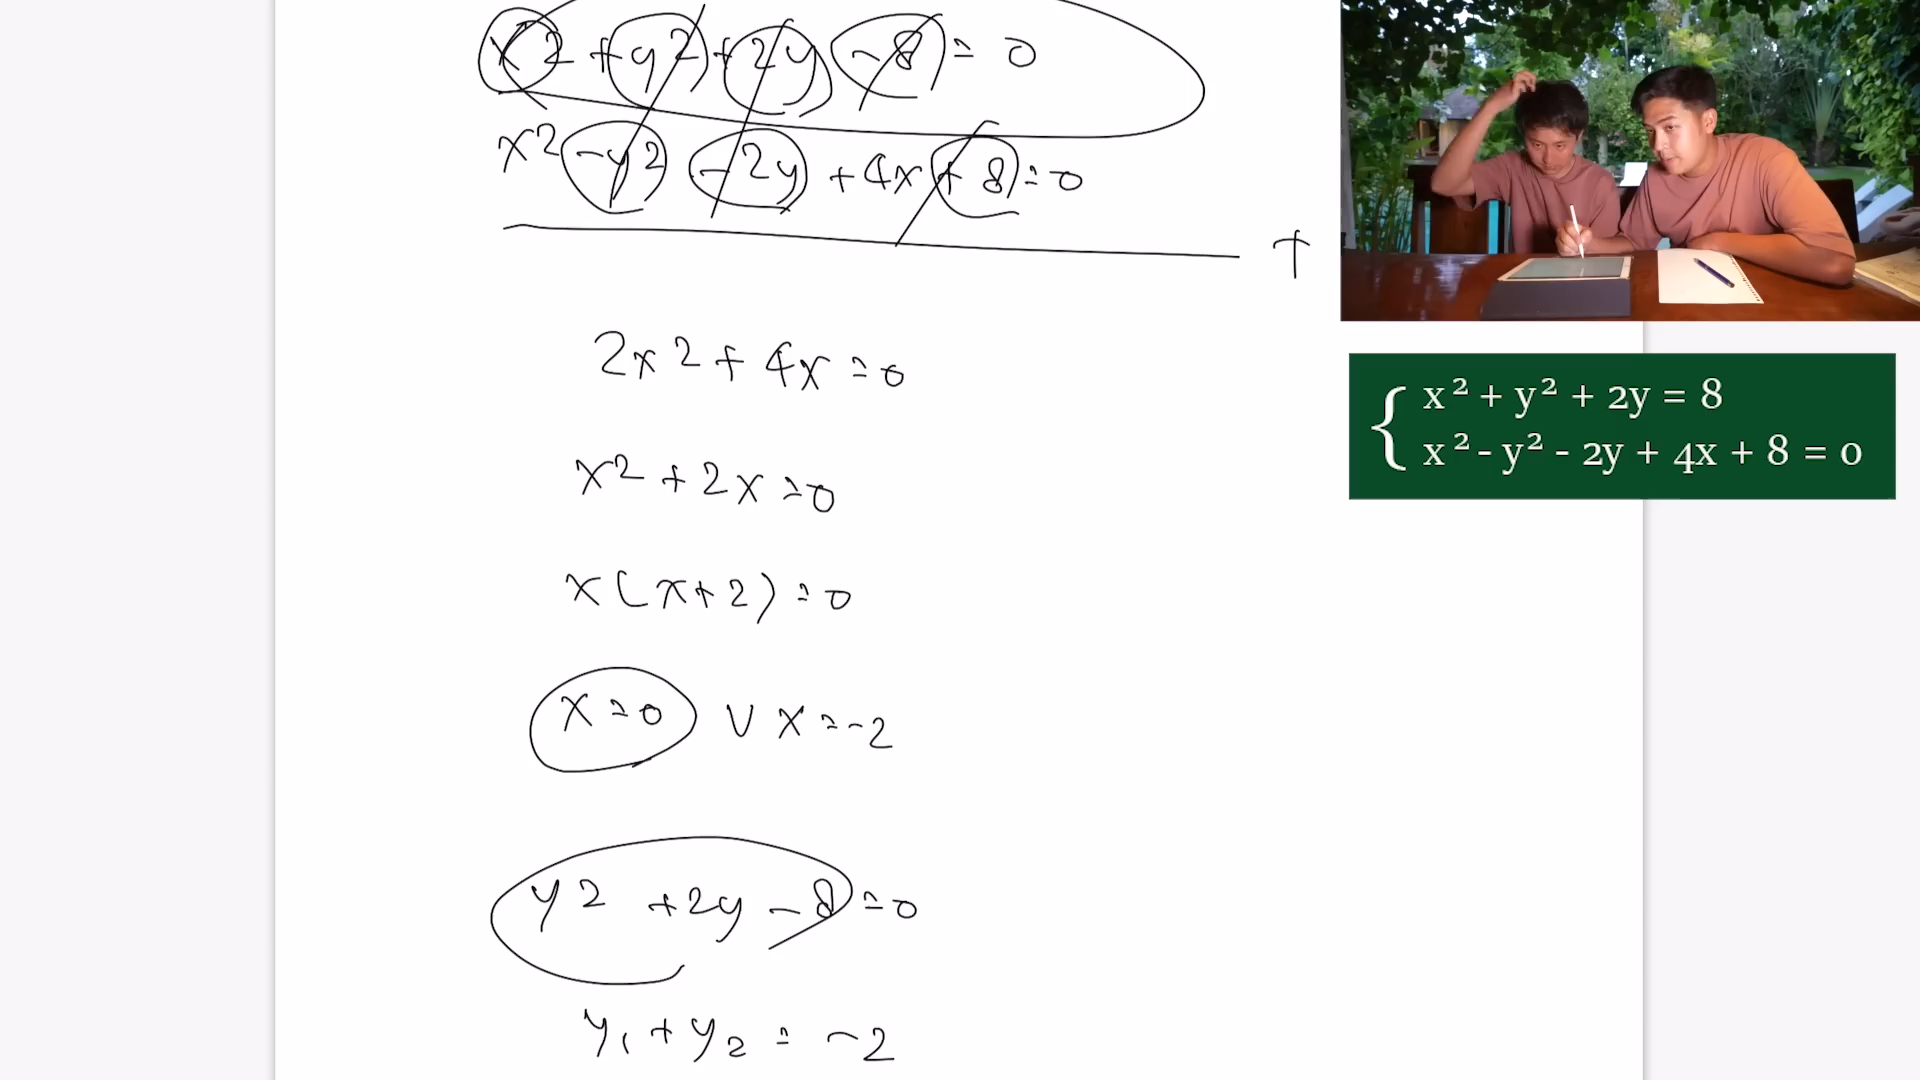 x² + y² + 2y - 8 = 0
x² - y² - 2y + 4x + 8 = 0
+
2x² + 4x = 0
x² + 2x = 0
x(x+2) = 0
x = 0 ∨ x = -2
y² + 2y - 8 = 0
y₁ + y₂ = -2
{ x² + y² + 2y = 8
x² - y² - 2y + 4x + 8 = 0